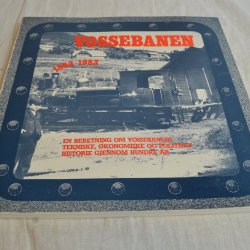 VOSSEBANEN
1883 1983
EN BERETNING OM VOSSEBANENS
TEKNISKE, ØKONOMISKE OG POLITISKE
HISTORIE GJENNOM HUNDRE ÅR